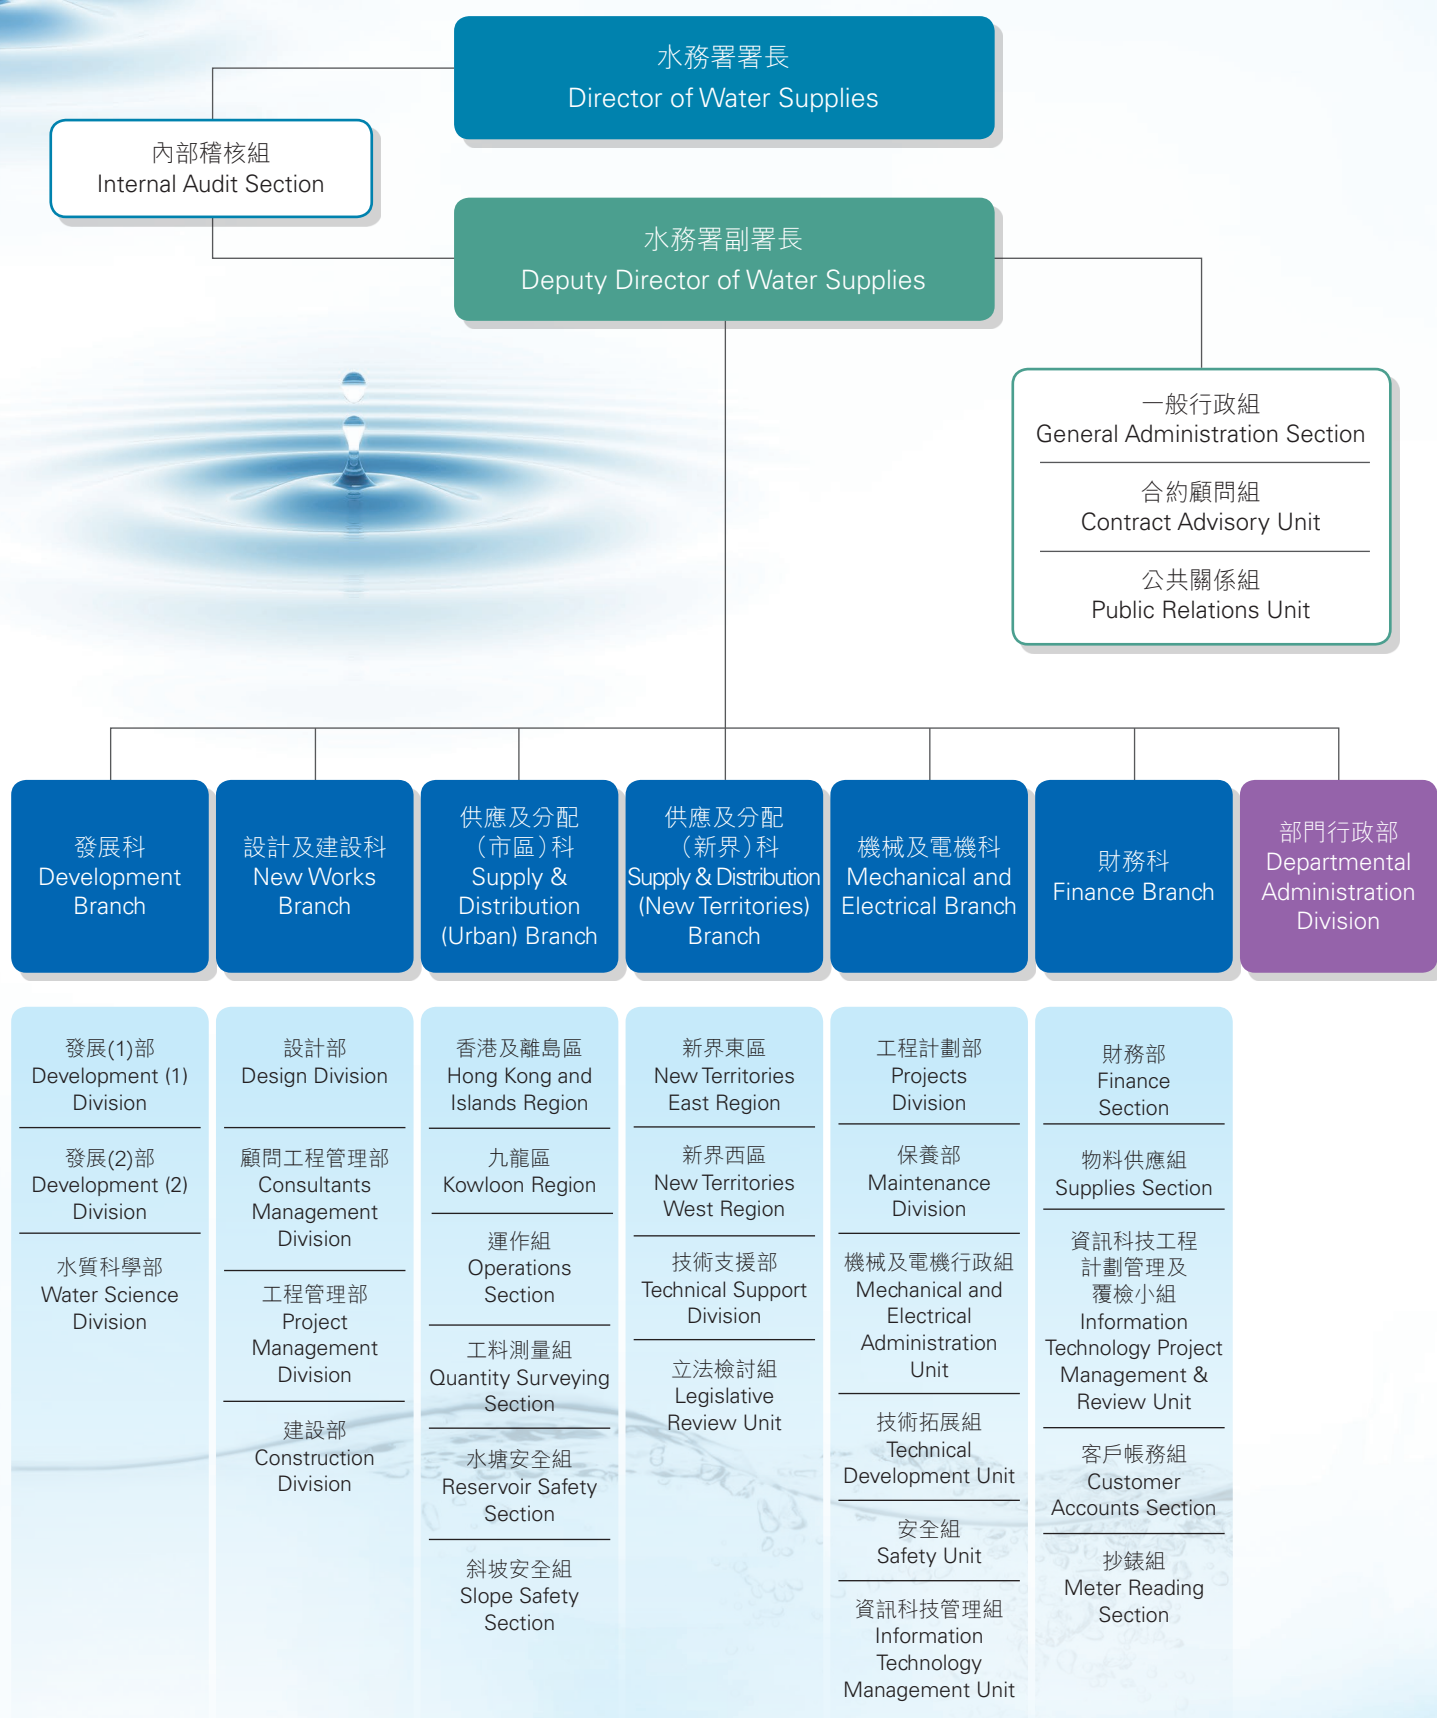 水務署署長
Director of Water Supplies
內部稽核組
Internal Audit Section
水務署副署長
Deputy Director of Water Supplies
一般行政組
General Administration Section
合約顧問組
Contract Advisory Unit
公共關係組
Public Relations Unit
發展科
Development
Branch
設計及建設科
New Works
Branch
供應及分配
（市區）科
Supply &
Distribution
(Urban) Branch
供應及分配
（新界）科
Supply & Distribution
(New Territories)
Branch
機械及電機科
Mechanical and
Electrical Branch
財務科
Finance Branch
部門行政部
Departmental
Administration
Division
發展(1)部
Development (1)
Division
發展(2)部
Development (2)
Division
水質科學部
Water Science
Division
設計部
Design Division
顧問工程管理部
Consultants
Management
Division
工程管理部
Project
Management
Division
建設部
Construction
Division
香港及離島區
Hong Kong and
Islands Region
九龍區
Kowloon Region
運作組
Operations
Section
工料測量組
Quantity Surveying
Section
水塘安全組
Reservoir Safety
Section
斜坡安全組
Slope Safety
Section
新界東區
New Territories
East Region
新界西區
New Territories
West Region
技術支援部
Technical Support
Division
立法檢討組
Legislative
Review Unit
工程計劃部
Projects
Division
保養部
Maintenance
Division
機械及電機行政組
Mechanical and
Electrical
Administration
Unit
技術拓展組
Technical
Development Unit
安全組
Safety Unit
資訊科技管理組
Information
Technology
Management Unit
財務部
Finance
Section
物料供應組
Supplies Section
資訊科技工程
計劃管理及
覆檢小組
Information
Technology Project
Management &
Review Unit
客戶帳務組
Customer
Accounts Section
抄錶組
Meter Reading
Section